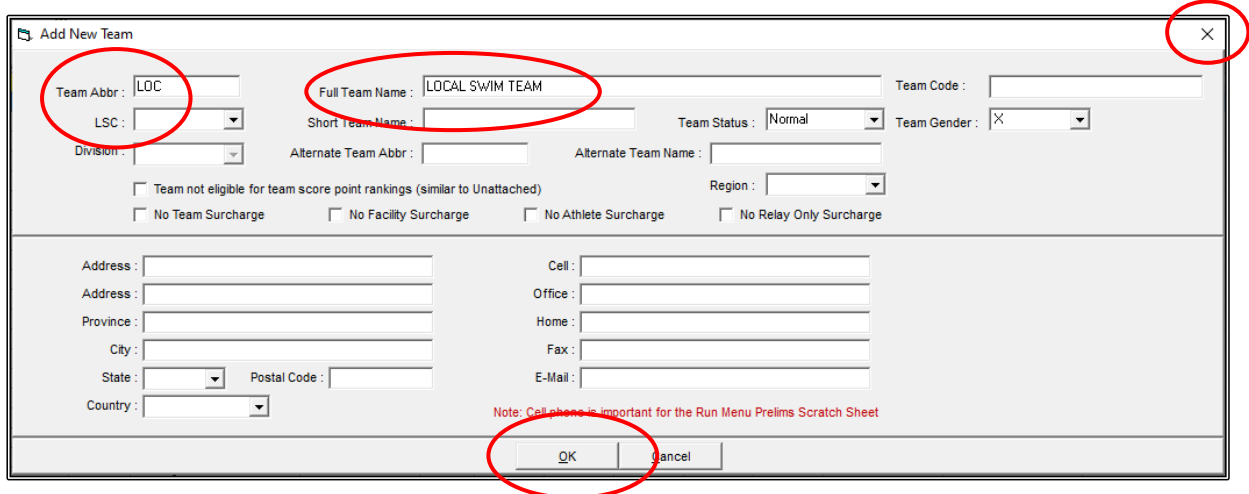 Add New Team
Team Abbr : LOC Full Team Name : LOCAL SWIM TEAM Team Code :
LSC : Short Team Name : Team Status : Normal Team Gender : X
Division : Alternate Team Abbr : Alternate Team Name :
Team not eligible for team score point rankings (similar to Unattached) Region :
No Team Surcharge No Facility Surcharge No Athlete Surcharge No Relay Only Surcharge
Address : Cell :
Address : Office :
Province : Home :
City : Fax :
State : Postal Code : E-Mail :
Country : Note: Cell phone is important for the Run Menu Prelims Scratch Sheet
OK Cancel